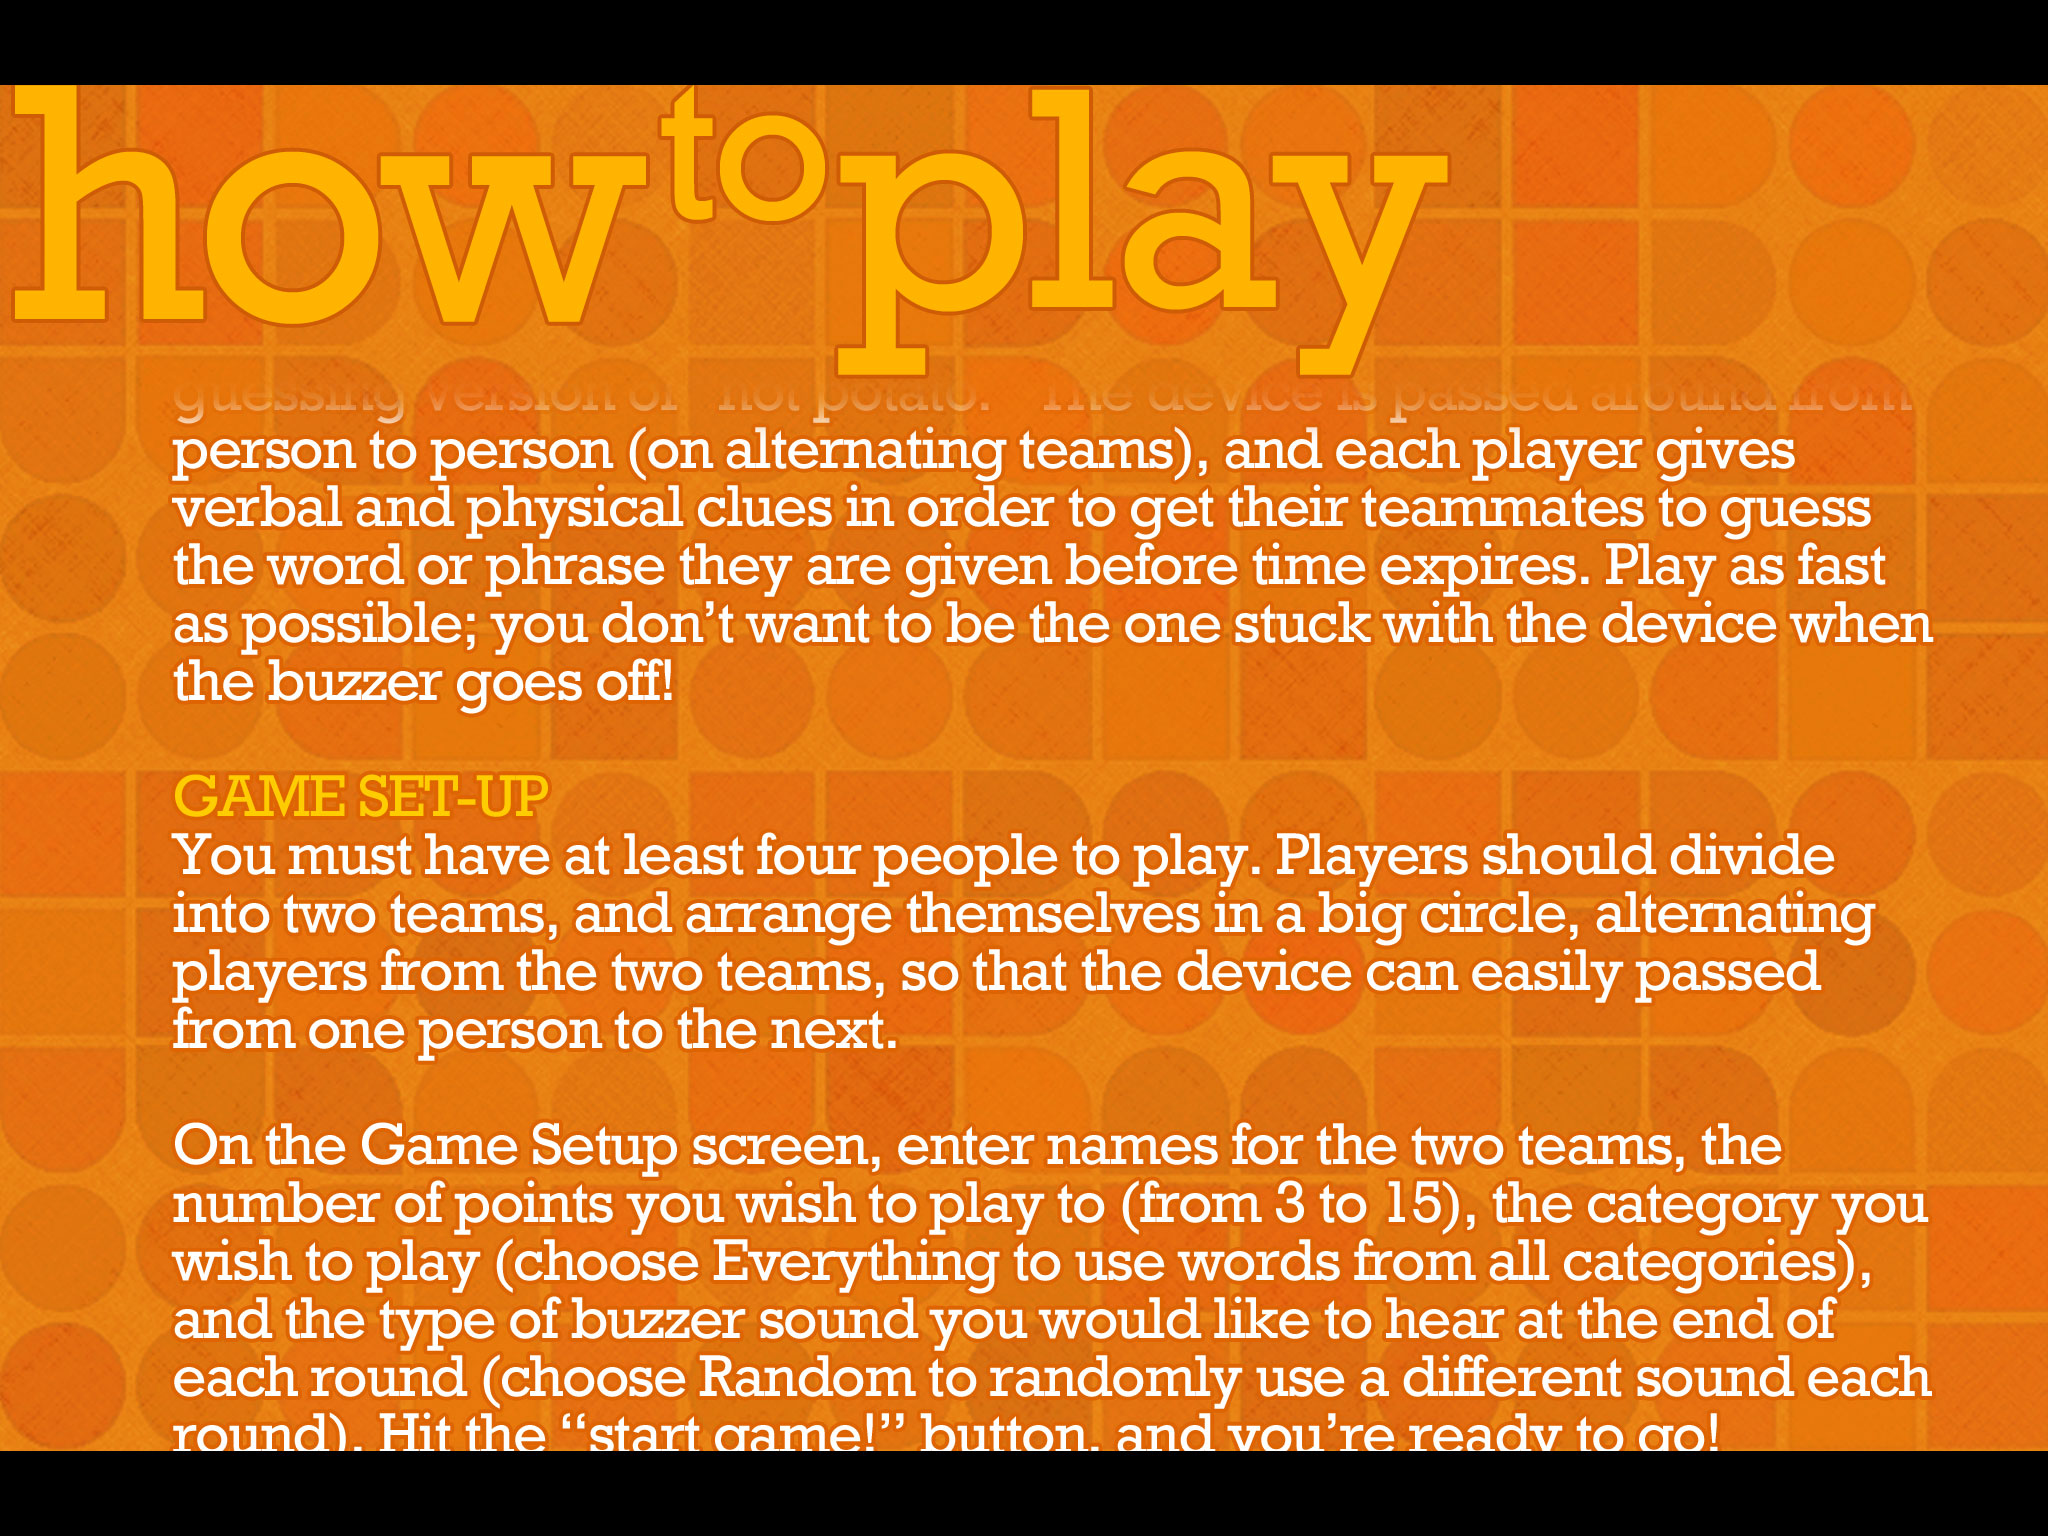 how to play
guessing version of "hot potato." The device is passed around from
person to person (on alternating teams), and each player gives
verbal and physical clues in order to get their teammates to guess
the word or phrase they are given before time expires. Play as fast
as possible; you don’t want to be the one stuck with the device when
the buzzer goes off!
GAME SET-UP
You must have at least four people to play. Players should divide
into two teams, and arrange themselves in a big circle, alternating
players from the two teams, so that the device can easily passed
from one person to the next.
On the Game Setup screen, enter names for the two teams, the
number of points you wish to play to (from 3 to 15), the category you
wish to play (choose Everything to use words from all categories),
and the type of buzzer sound you would like to hear at the end of
each round (choose Random to randomly use a different sound each
round). Hit the “start game!” button, and you’re ready to go!